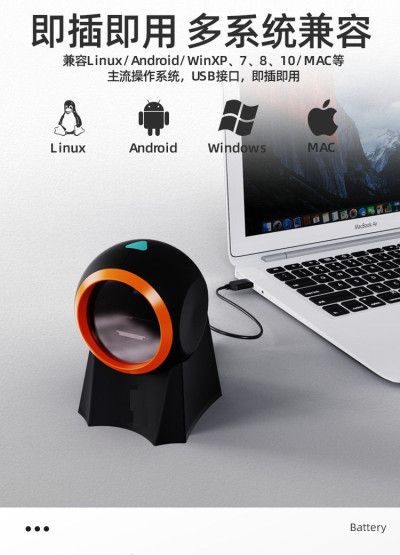 即插即用 多系统兼容
兼容Linux/Android/WinXP、7、8、10/MAC等
主流操作系统，USB接口，即插即用
Linux Android Windows MAC
MacBook Air
Battery